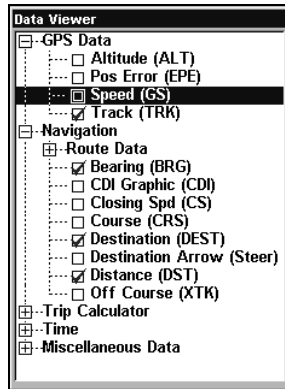 Data Viewer
GPS Data
Altitude (ALT)
Pos Error (EPE)
Speed (GS)
Track (TRK)
Navigation
Route Data
Bearing (BRG)
CDI Graphic (CDI)
Closing Spd (CS)
Course (CRS)
Destination (DEST)
Destination Arrow (Steer)
Distance (DST)
Off Course (XTK)
Trip Calculator
Time
Miscellaneous Data